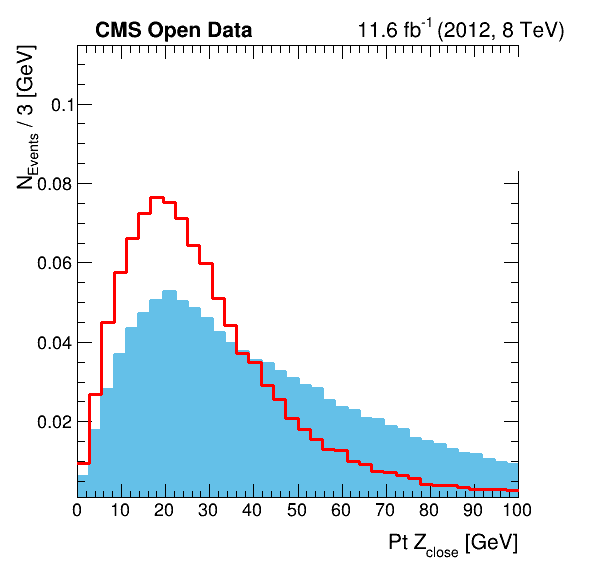 CMS Open Data
11.6 fb-1 (2012, 8 TeV)
NEvents / 3 [GeV]
0.1
0.08
0.06
0.04
0.02
0 10 20 30 40 50 60 70 80 90 100
Pt Zclose [GeV]